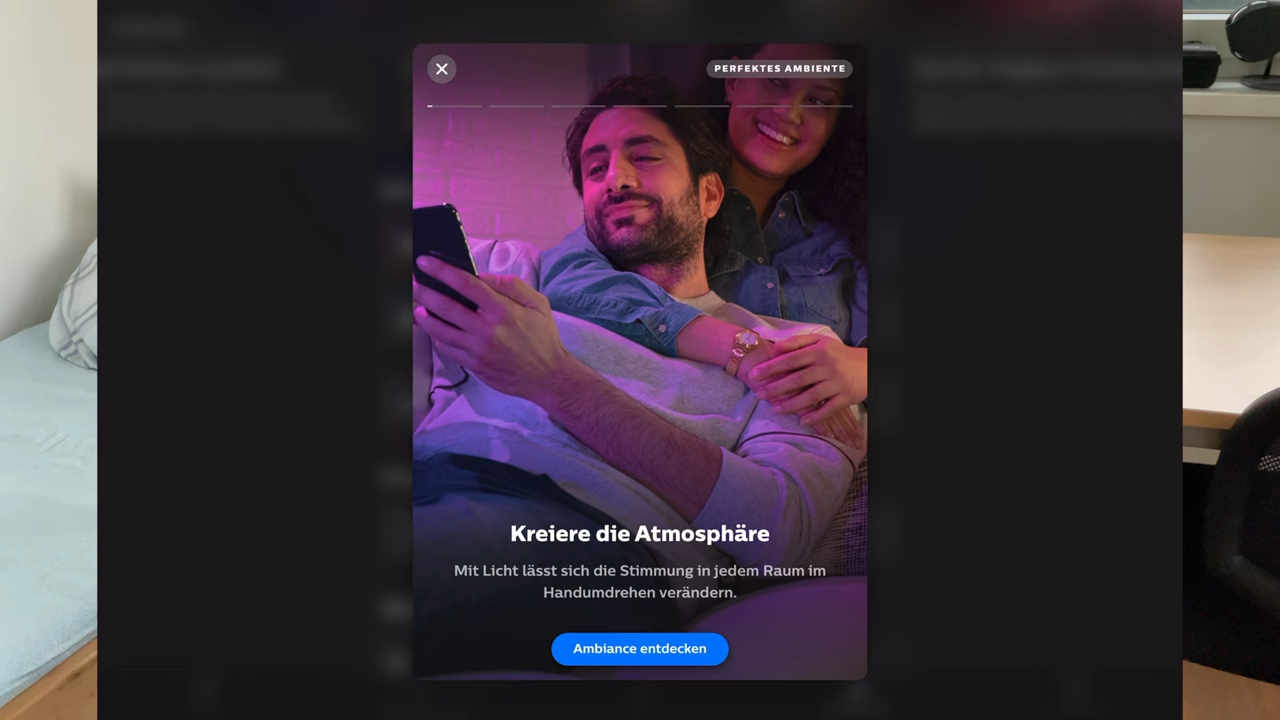 PERFEKTES AMBIENTE
Kreiere die Atmosphäre
Mit Licht lässt sich die Stimmung in jedem Raum im
Handumdrehen verändern.
Ambiance entdecken